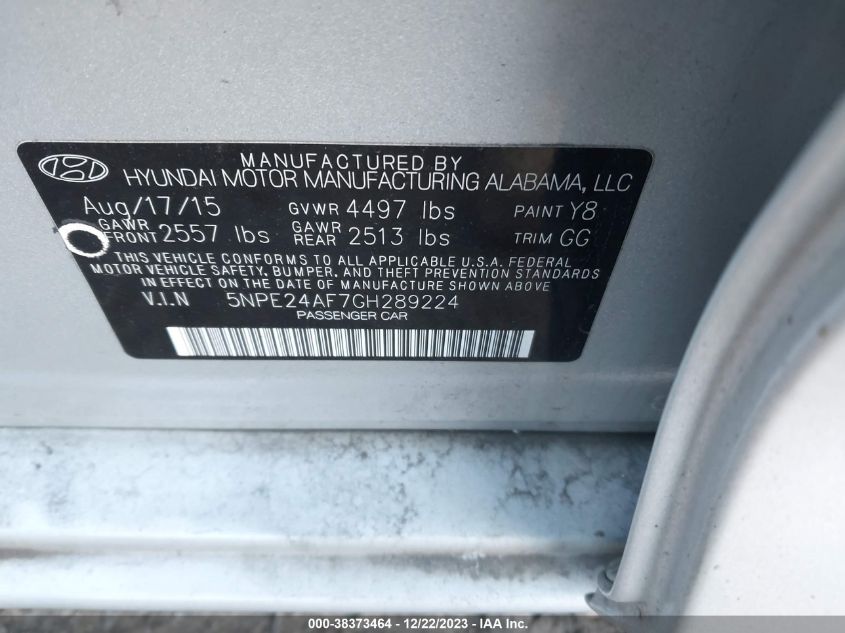 MANUFACTURED BY
HYUNDAI MOTOR MANUFACTURING ALABAMA, LLC
Aug/17/15 GVWR 4497 lbs PAINT Y8
GAWR FRONT 2557 lbs GAWR REAR 2513 lbs TRIM GG
THIS VEHICLE CONFORMS TO ALL APPLICABLE U.S.A. FEDERAL
MOTOR VEHICLE SAFETY, BUMPER, AND THEFT PREVENTION STANDARDS
IN EFFECT ON THE DATE OF MANUFACTURE SHOWN ABOVE.
V.I.N 5NPE24AF7GH289224
PASSENGER CAR
000-38373464 - 12/22/2023 - IAA Inc.